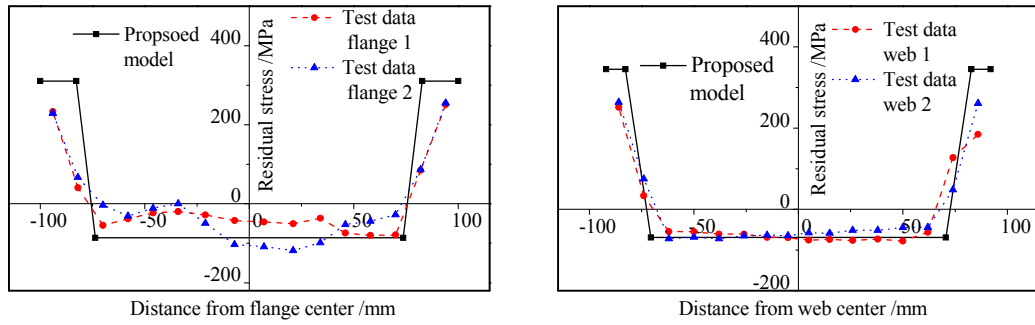 Propsoed
model
Test data
flange 1
Test data
flange 2
Residual stress /MPa
400
200
0
-100
-50
0
50
100
-200
Distance from flange center /mm
Proposed
model
Test data
web 1
Test data
web 2
Residual stress /MPa
400
200
0
-100
-50
0
50
100
-200
Distance from web center /mm